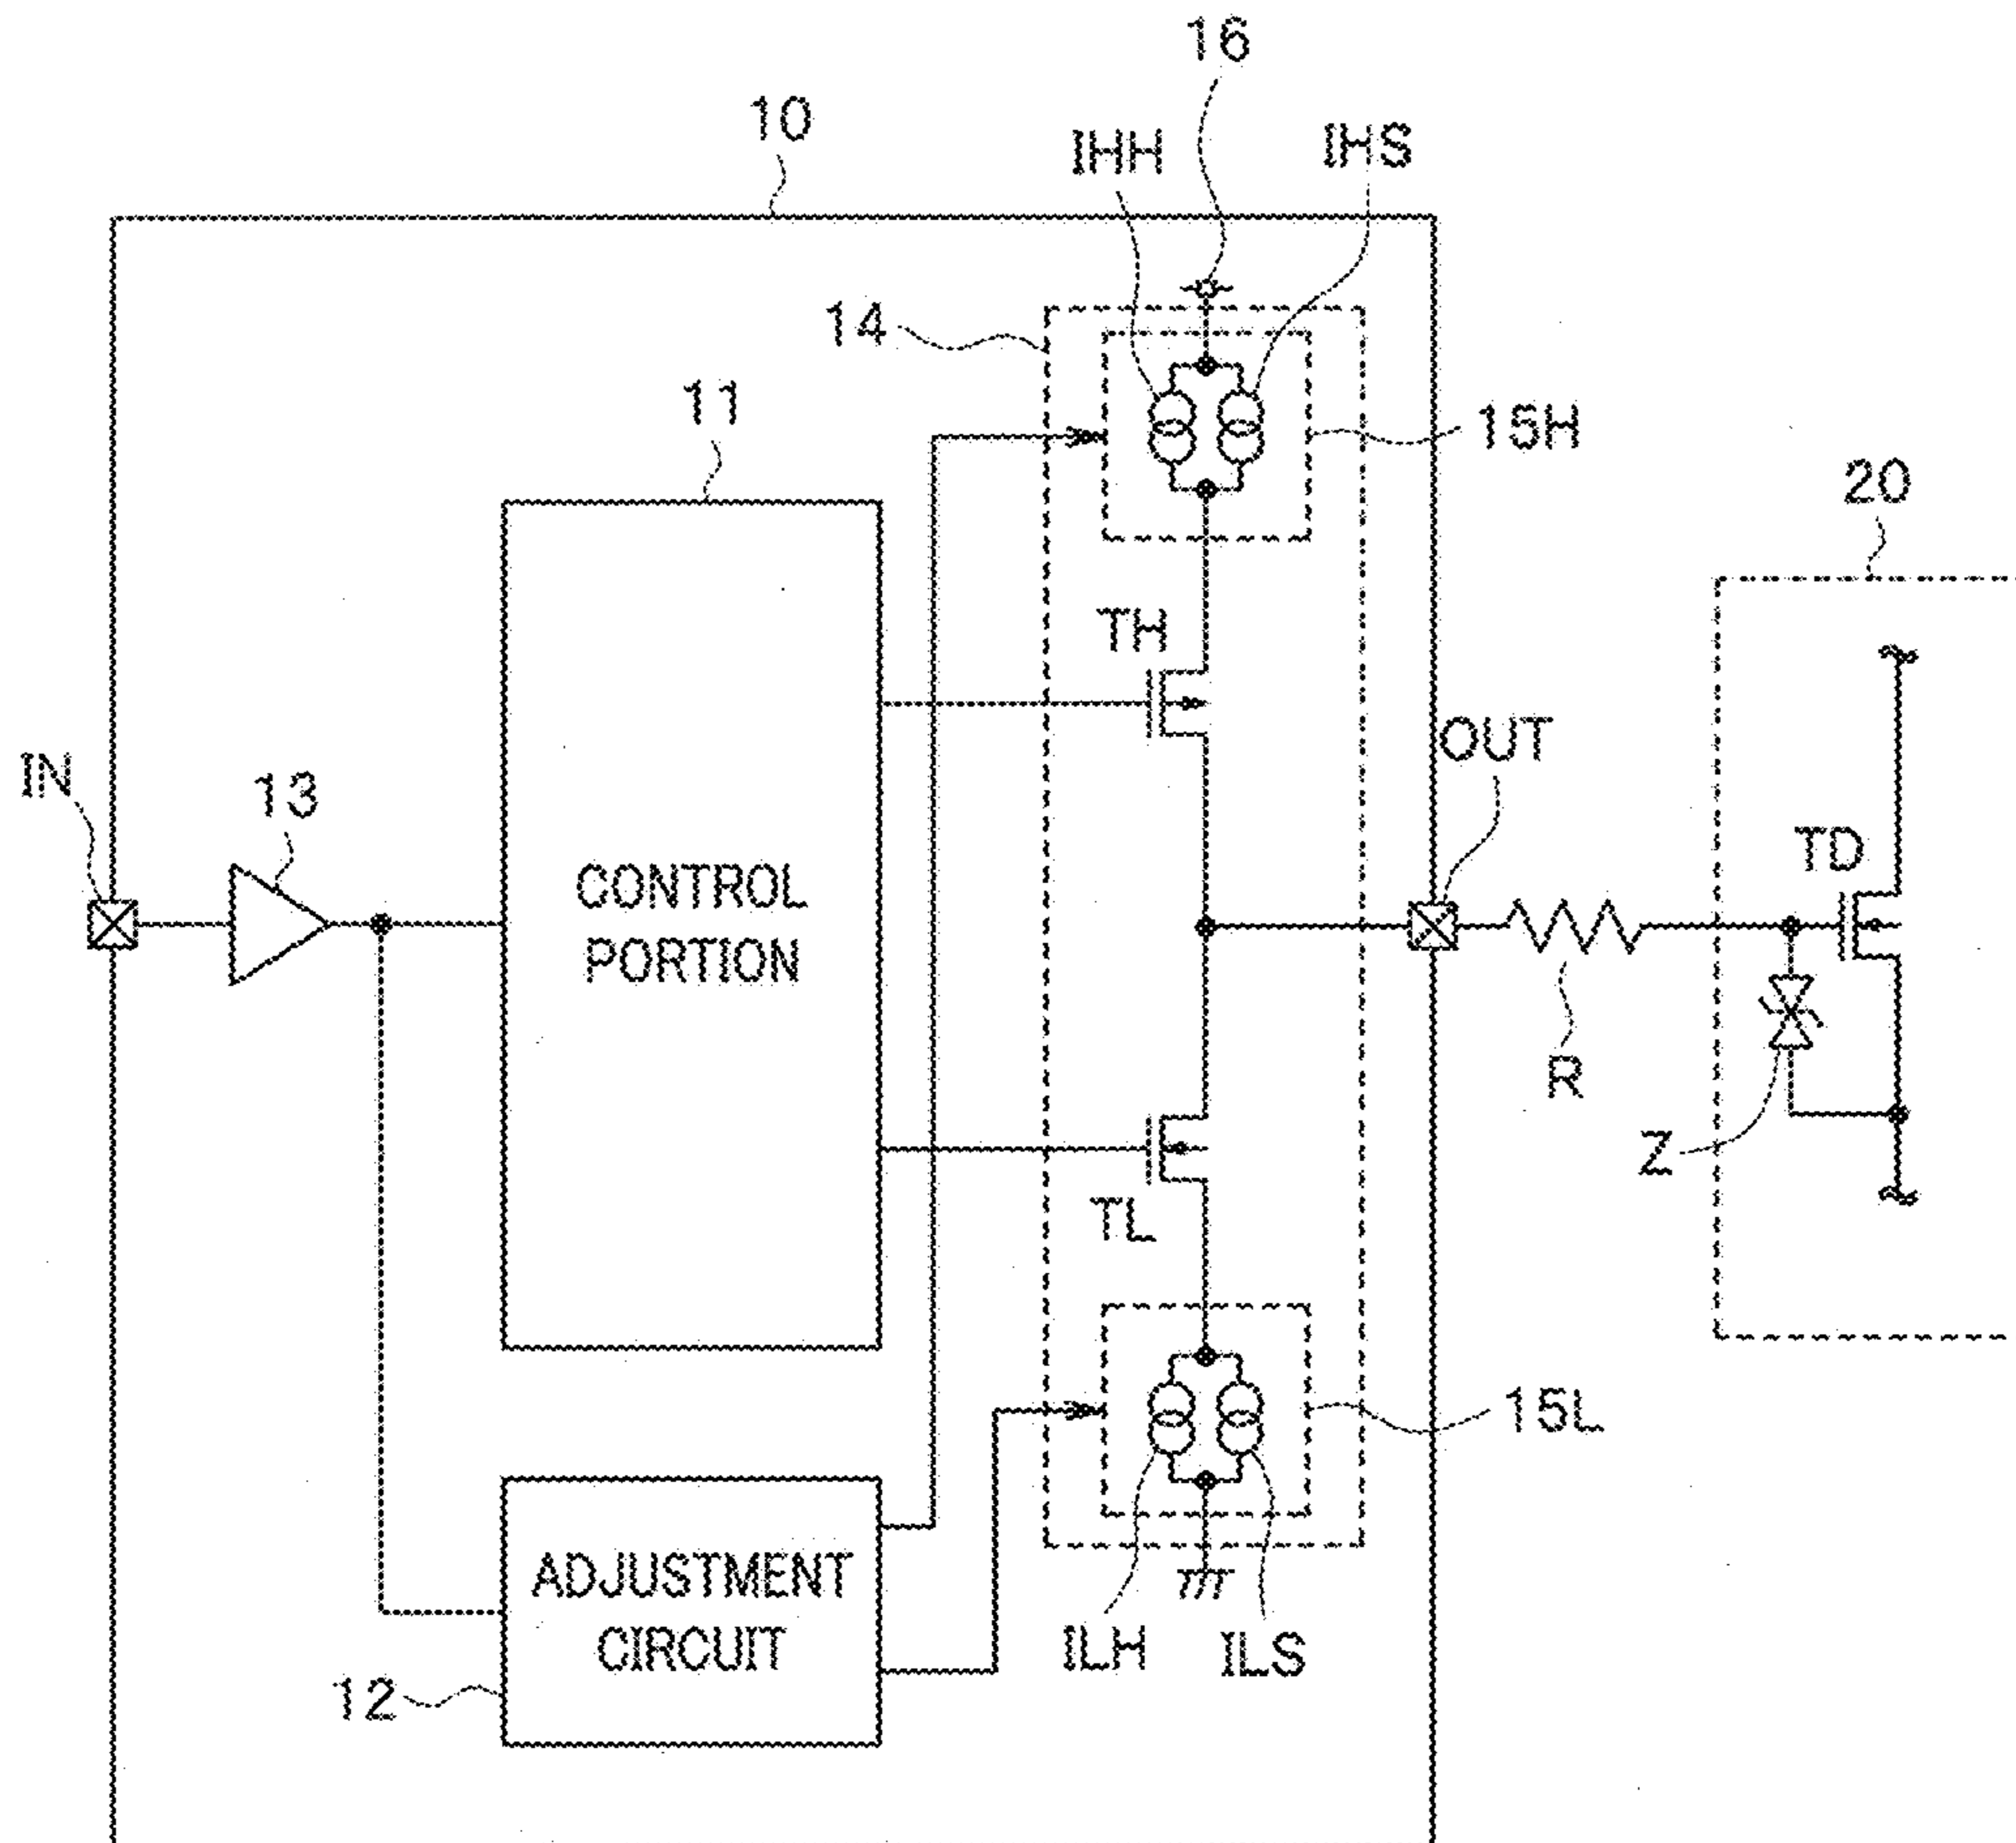 16
10
IHH
IHS
14
11
15H
20
TH
OUT
IN
13
TD
CONTROL
PORTION
R
Z
TL
15L
ADJUSTMENT
CIRCUIT
ILH
ILS
12